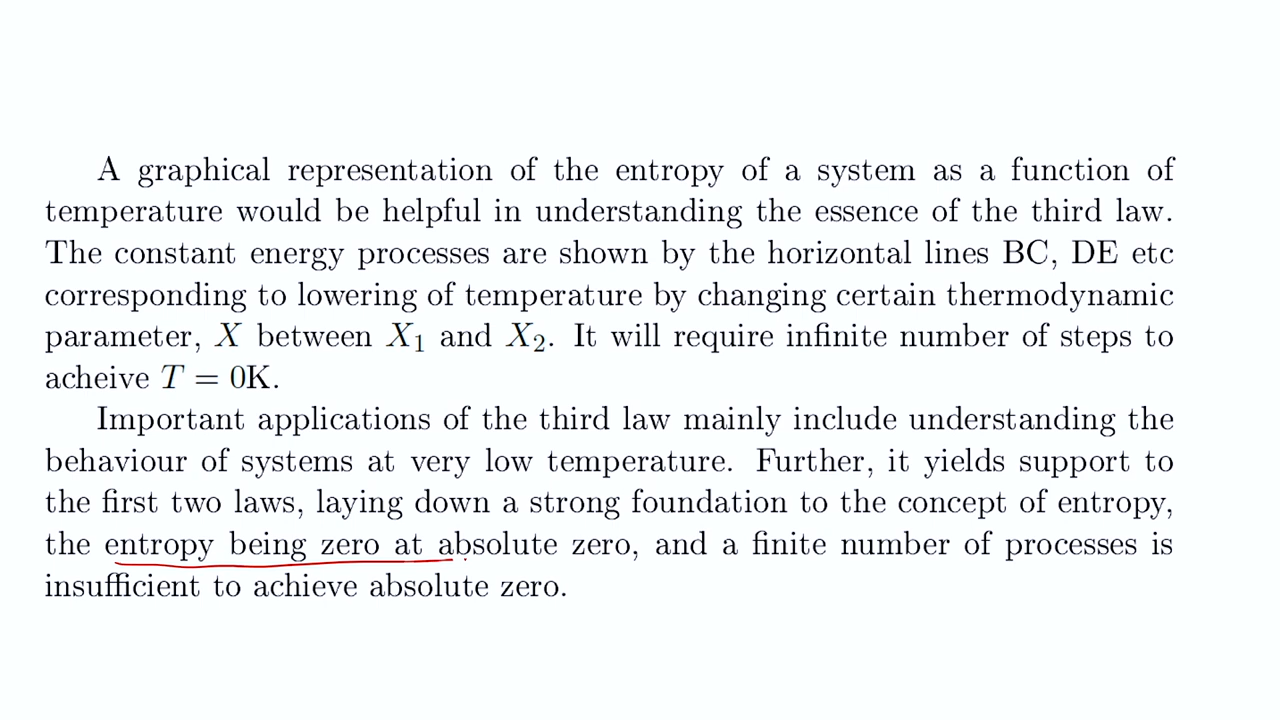 A graphical representation of the entropy of a system as a function of
temperature would be helpful in understanding the essence of the third law.
The constant energy processes are shown by the horizontal lines BC, DE etc
corresponding to lowering of temperature by changing certain thermodynamic
parameter, X between X₁ and X₂. It will require infinite number of steps to
acheive T = 0K.
Important applications of the third law mainly include understanding the
behaviour of systems at very low temperature. Further, it yields support to
the first two laws, laying down a strong foundation to the concept of entropy,
the entropy being zero at absolute zero, and a finite number of processes is
insufficient to achieve absolute zero.